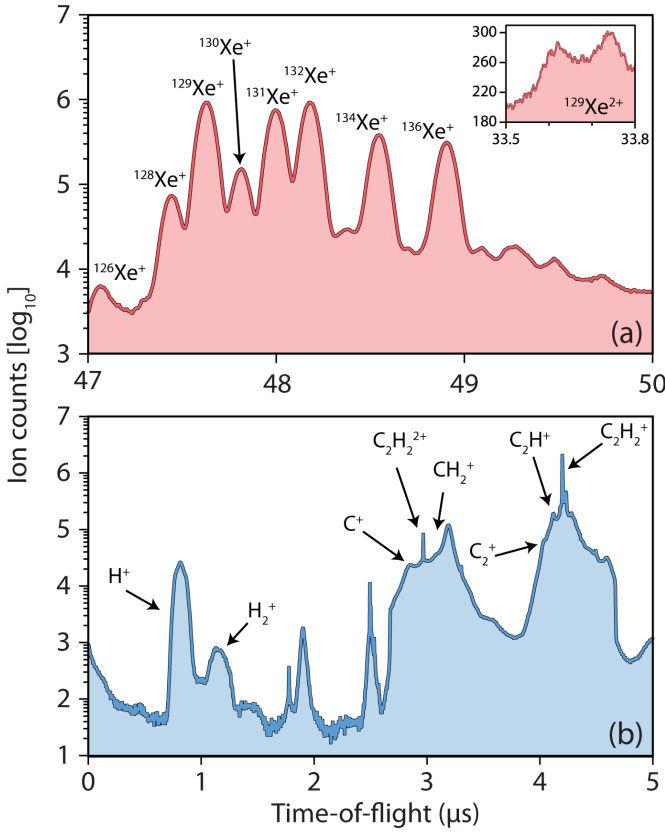 7
6
5
4
3
47
48
49
50
¹²⁶Xe⁺
¹²⁸Xe⁺
¹²⁹Xe⁺
¹³⁰Xe⁺
¹³¹Xe⁺
¹³²Xe⁺
¹³⁴Xe⁺
¹³⁶Xe⁺
300
260
220
180
33.5
33.8
¹²⁹Xe²⁺
(a)
Ion counts [log₁₀]
7
6
5
4
3
2
1
0
1
2
3
4
5
H⁺
H₂⁺
C⁺
C₂H₂²⁺
CH₂⁺
C₂⁺
C₂H⁺
C₂H₂⁺
(b)
Time-of-flight (μs)